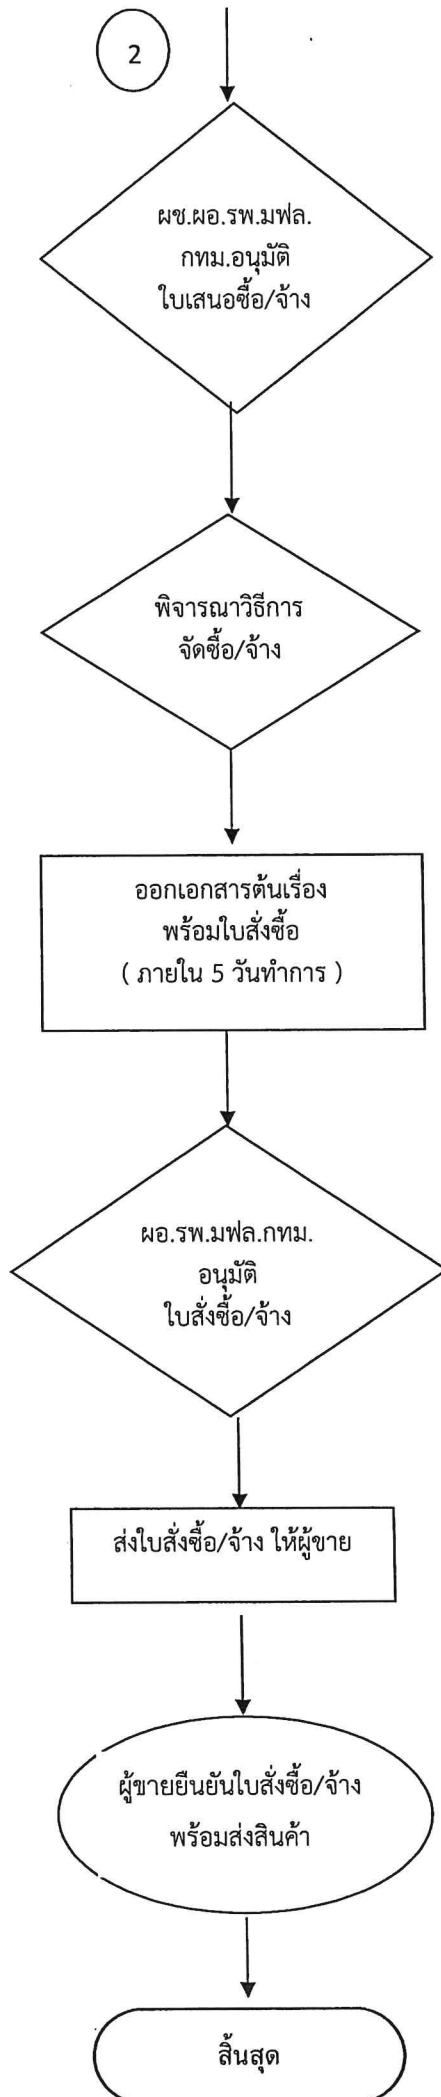 2
ผช.ผอ.รพ.มฟล.
กทม.อนุมัติ
ใบเสนอซื้อ/จ้าง
พิจารณาวิธีการ
จัดซื้อ/จ้าง
ออกเอกสารต้นเรื่อง
พร้อมใบสั่งซื้อ
( ภายใน 5 วันทำการ )
ผอ.รพ.มฟล.กทม.
อนุมัติ
ใบสั่งซื้อ/จ้าง
ส่งใบสั่งซื้อ/จ้าง ให้ผู้ขาย
ผู้ขายยืนยันใบสั่งซื้อ/จ้าง
พร้อมส่งสินค้า
สิ้นสุด